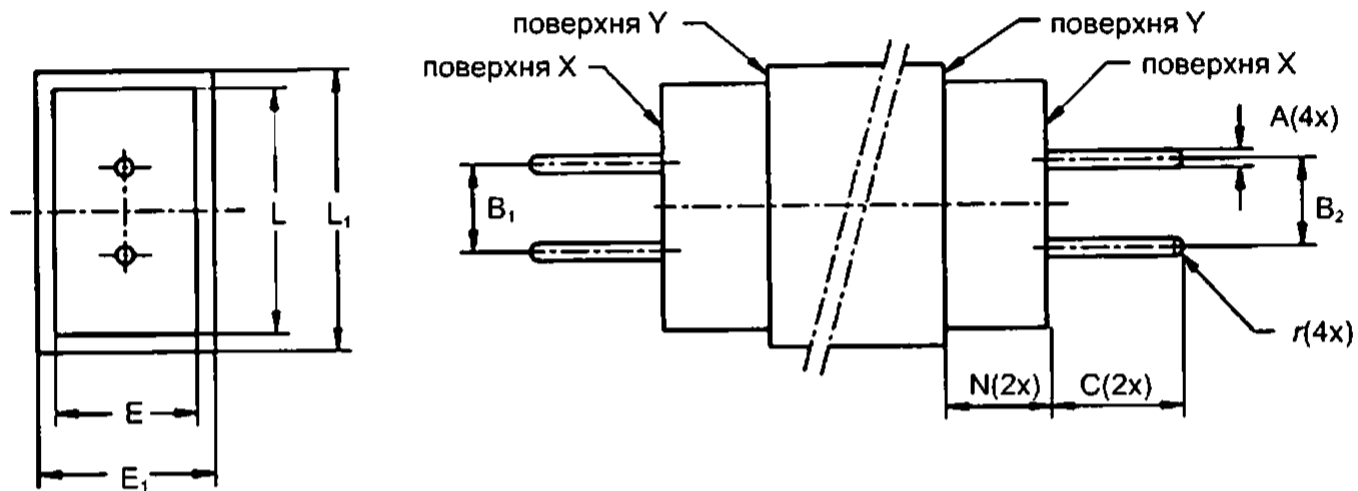 поверхня Y
поверхня Y
поверхня X
поверхня X
A(4x)
L
L₁
B₁
B₂
r(4x)
N(2x)
C(2x)
E
E₁